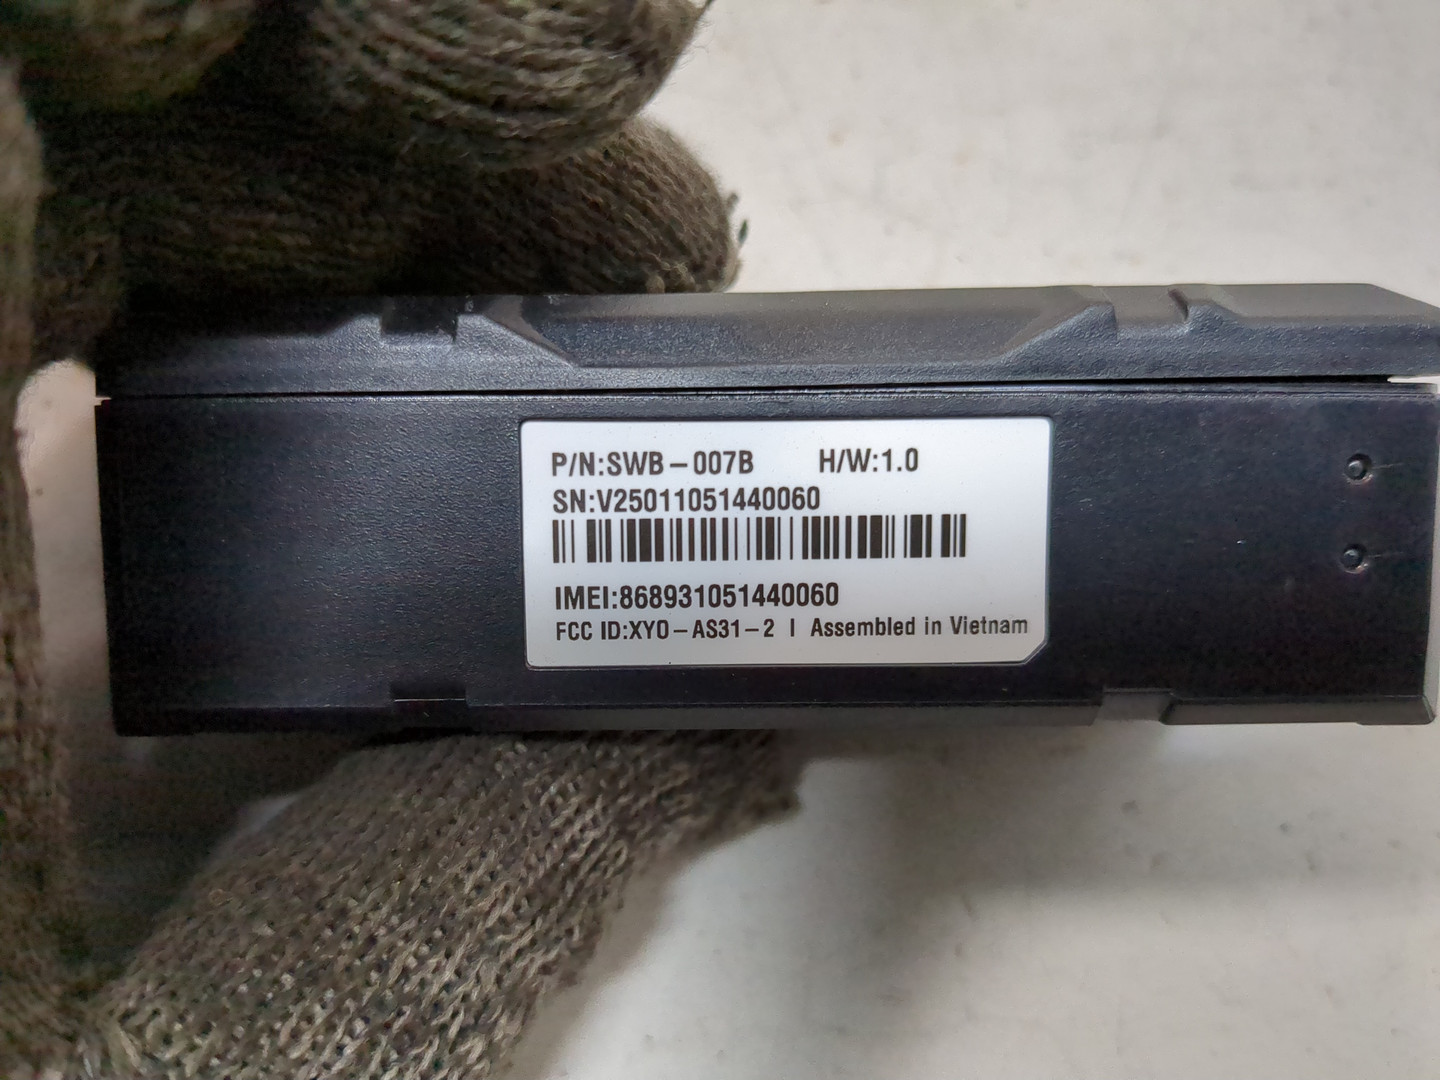 P/N:SWB-007B H/W:1.0
SN:V25011051440060
IMEI:868931051440060
FCC ID:XYO-AS31-2 | Assembled in Vietnam